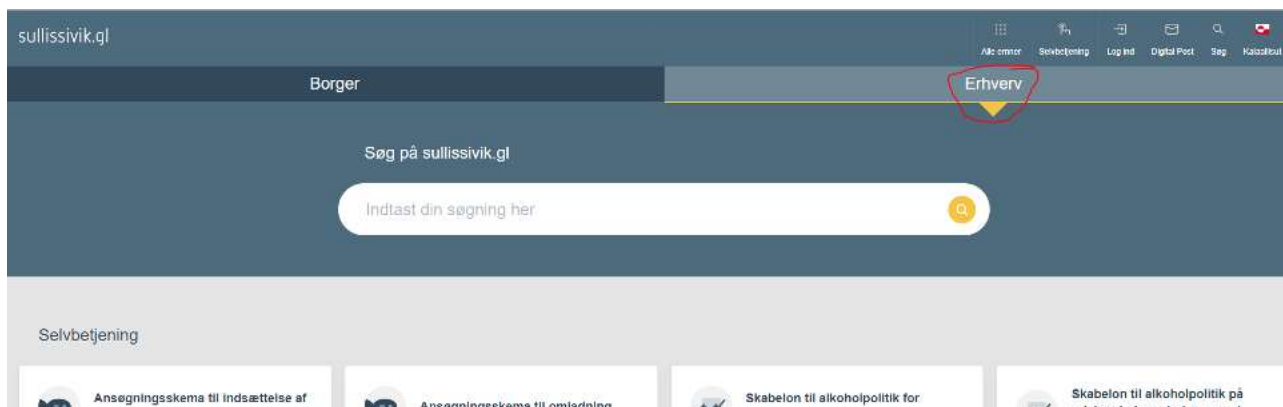 sullissivik.gl
Alle emner Selvbetjening Log ind Digital Post Søg Kalaallisut
Borger Erhverv
Søg på sullissivik.gl
Indtast din søgning her
Selvbetjening
Ansøgningsskema til indsættelse af
Ansøgningsskema til omladning
Skabelon til alkoholpolitik for
Skabelon til alkoholpolitik på